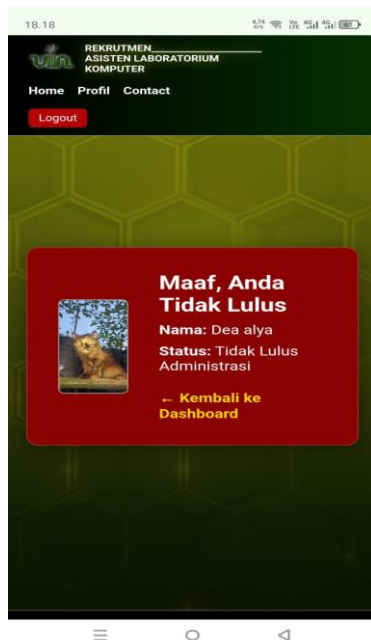 18.18
REKRUTMEN
ASISTEN LABORATORIUM
KOMPUTER
Home Profil Contact
Logout
Maaf, Anda
Tidak Lulus
Nama: Dea alya
Status: Tidak Lulus
Administrasi
← Kembali ke
Dashboard